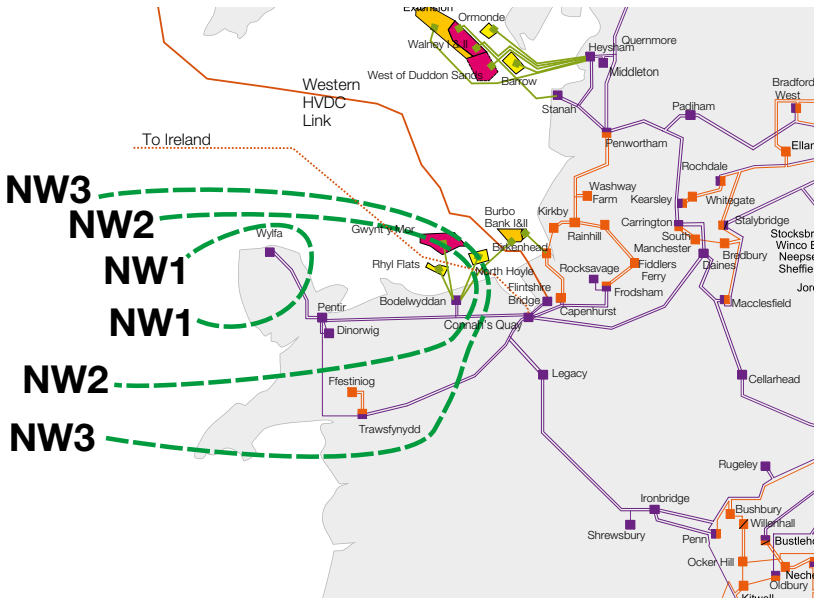 Extension
Ormonde
Walney I & II
Quernmore
Heysham
West of Duddon Sands
Barrow
Middleton
Western
HVDC
Link
Stanah
Padiham
Bradford
West
To Ireland
Penwortham
Rochdale
NW3
Washway
Farm
Kearsley
Whitegate
NW2
Wylfa
Gwynt y Mor
Burbo
Bank I&II
Kirkby
Rainhill
Carrington
Stalybridge
South
Manchester
Birkenhead
Bredbury
NW1
Rhyl Flats
North Hoyle
Rocksavage
Fiddlers
Ferry
Daines
Bodelwyddan
Flintshire
Bridge
Frodsham
Macclesfield
NW1
Pentir
Dinorwig
Connah's Quay
Capenhurst
NW2
Ffestiniog
Legacy
Cellarhead
NW3
Trawsfynydd
Rugeley
Ironbridge
Bushbury
Willenhall
Shrewsbury
Penn
Ocker Hill
Oldbury